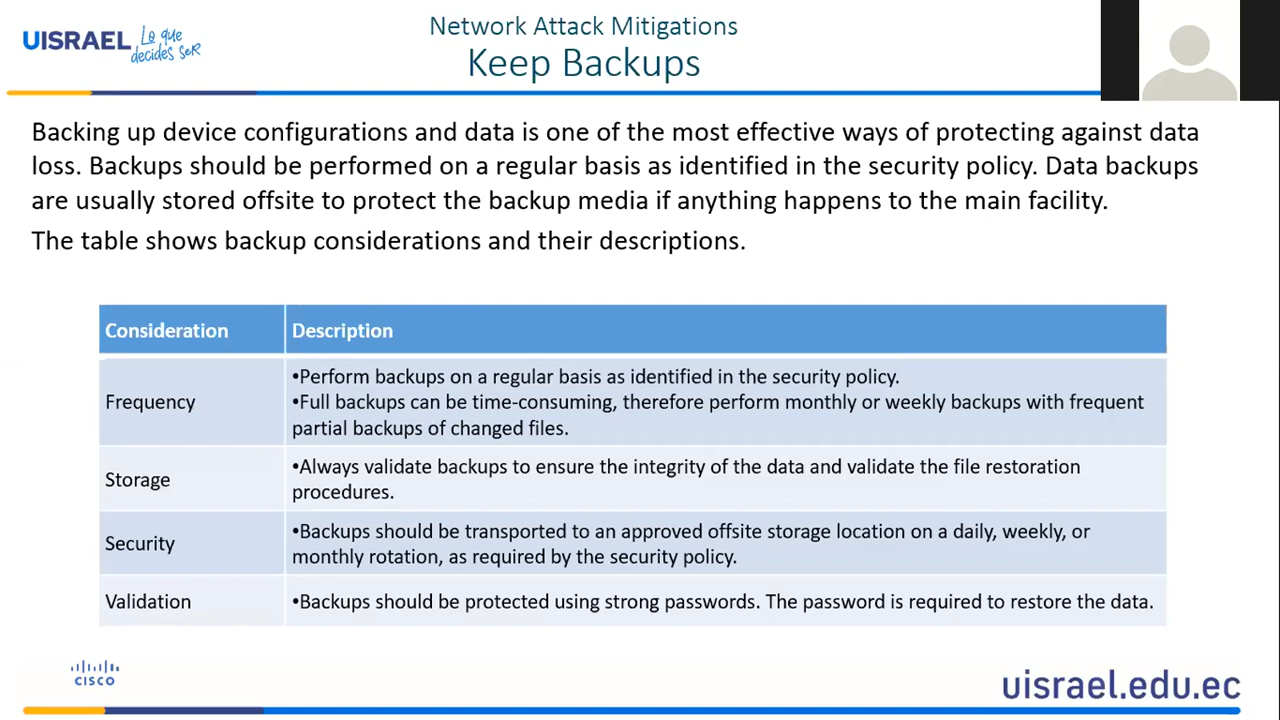 UISRAEL Lo que
decides seR
Network Attack Mitigations
Keep Backups
Backing up device configurations and data is one of the most effective ways of protecting against data
loss. Backups should be performed on a regular basis as identified in the security policy. Data backups
are usually stored offsite to protect the backup media if anything happens to the main facility.
The table shows backup considerations and their descriptions.
Consideration Description
Frequency
•Perform backups on a regular basis as identified in the security policy.
•Full backups can be time-consuming, therefore perform monthly or weekly backups with frequent
partial backups of changed files.
Storage
•Always validate backups to ensure the integrity of the data and validate the file restoration
procedures.
Security
•Backups should be transported to an approved offsite storage location on a daily, weekly, or
monthly rotation, as required by the security policy.
Validation
•Backups should be protected using strong passwords. The password is required to restore the data.
CISCO
uisrael.edu.ec